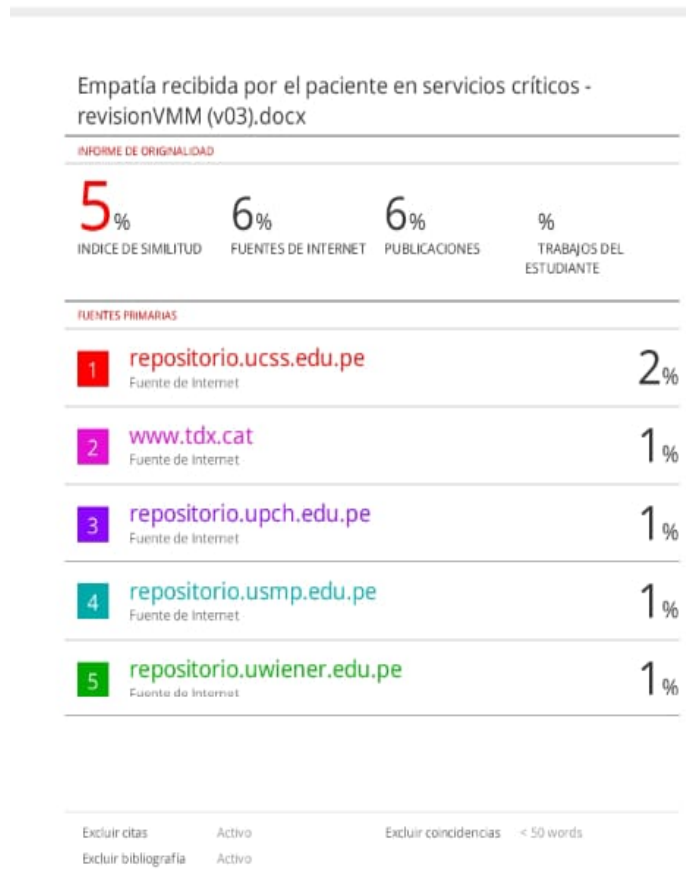 Empatía recibida por el paciente en servicios críticos -
revisionVMM (v03).docx
INFORME DE ORIGINALIDAD
5% 6% 6% %
INDICE DE SIMILITUD FUENTES DE INTERNET PUBLICACIONES TRABAJOS DEL
ESTUDIANTE
FUENTES PRIMARIAS
1 repositorio.ucss.edu.pe 2%
Fuente de Internet
2 www.tdx.cat 1%
Fuente de Internet
3 repositorio.upch.edu.pe 1%
Fuente de Internet
4 repositorio.usmp.edu.pe 1%
Fuente de Internet
5 repositorio.uwiener.edu.pe 1%
Fuente de Internet
Excluir citas Activo Excluir coincidencias < 50 words
Excluir bibliografía Activo